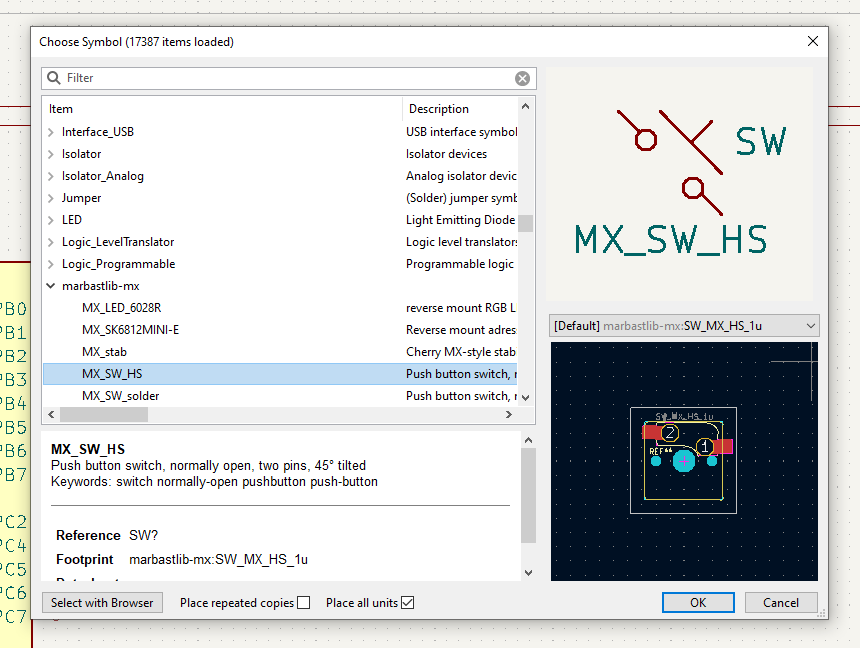 Choose Symbol (17387 items loaded)
Filter
Item Description
Interface_USB USB interface symbol
Isolator Isolator devices
Isolator_Analog Analog isolator devic
Jumper (Solder) jumper symb
LED Light Emitting Diode
Logic_LevelTranslator Logic level translators
Logic_Programmable Programmable logic
marbastlib-mx
MX_LED_6028R reverse mount RGB L
MX_SK6812MINI-E Reverse mount adres
MX_stab Cherry MX-style stab
MX_SW_HS Push button switch, r
MX_SW_solder Push button switch, r
SW
MX_SW_HS
[Default] marbastlib-mx:SW_MX_HS_1u
SW_MX_HS_1u
2
1
REF**
MX_SW_HS
Push button switch, normally open, two pins, 45° tilted
Keywords: switch normally-open pushbutton push-button
Reference SW?
Footprint marbastlib-mx:SW_MX_HS_1u
Select with Browser Place repeated copies Place all units OK Cancel
PB0
PB1
PB2
PB3
PB4
PB5
PB6
PB7
PC2
PC4
PC5
PC6
PC7